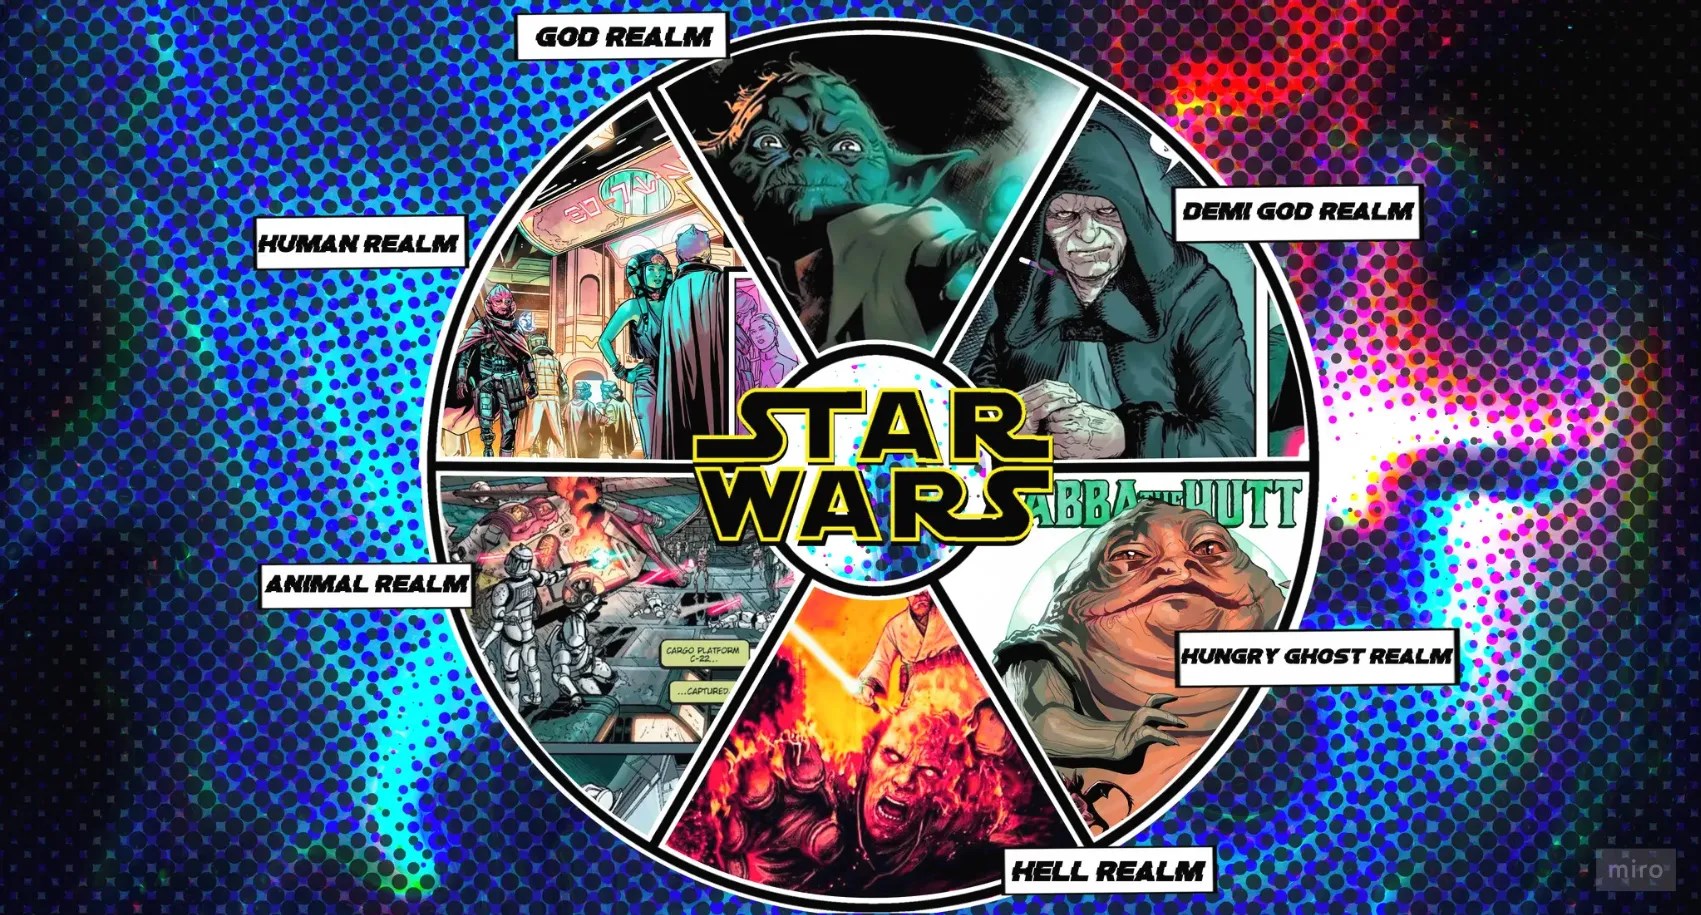 GOD REALM
DEMI GOD REALM
HUMAN REALM
STAR
WARS
ABBA THE HUTT
ANIMAL REALM
CARGO PLATFORM
C-22...
...CAPTURED.
HUNGRY GHOST REALM
HELL REALM
miro